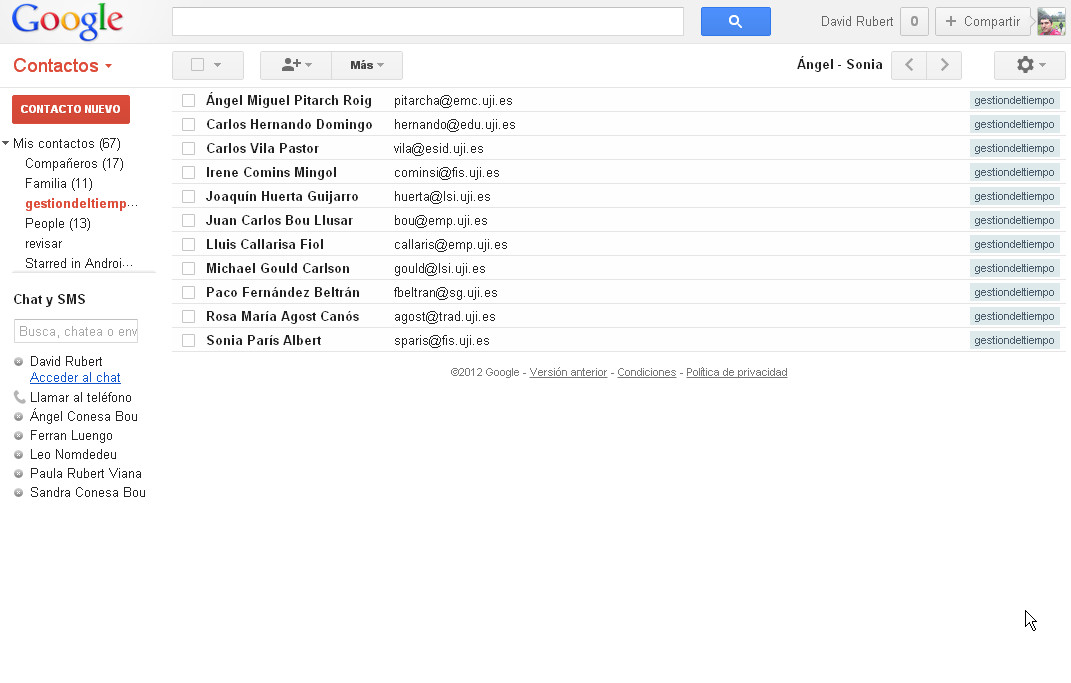 Google
David Rubert 0 + Compartir
Contactos
Más
Ángel - Sonia
CONTACTO NUEVO
Mis contactos (67)
Compañeros (17)
Familia (11)
gestiondeltiemp...
People (13)
revisar
Starred in Androi...
Chat y SMS
Busca, chatea o env
David Rubert
Acceder al chat
Llamar al teléfono
Ángel Conesa Bou
Ferran Luengo
Leo Nomdedeu
Paula Rubert Viana
Sandra Conesa Bou
Ángel Miguel Pitarch Roig pitarcha@emc.uji.es gestiondeltiempo
Carlos Hernando Domingo hernando@edu.uji.es gestiondeltiempo
Carlos Vila Pastor vila@esid.uji.es gestiondeltiempo
Irene Comins Mingol cominsi@fis.uji.es gestiondeltiempo
Joaquín Huerta Guijarro huerta@lsi.uji.es gestiondeltiempo
Juan Carlos Bou Llusar bou@emp.uji.es gestiondeltiempo
Lluis Callarisa Fiol callaris@emp.uji.es gestiondeltiempo
Michael Gould Carlson gould@lsi.uji.es gestiondeltiempo
Paco Fernández Beltrán fbeltran@sg.uji.es gestiondeltiempo
Rosa María Agost Canós agost@trad.uji.es gestiondeltiempo
Sonia París Albert sparis@fis.uji.es gestiondeltiempo
©2012 Google - Versión anterior - Condiciones - Política de privacidad